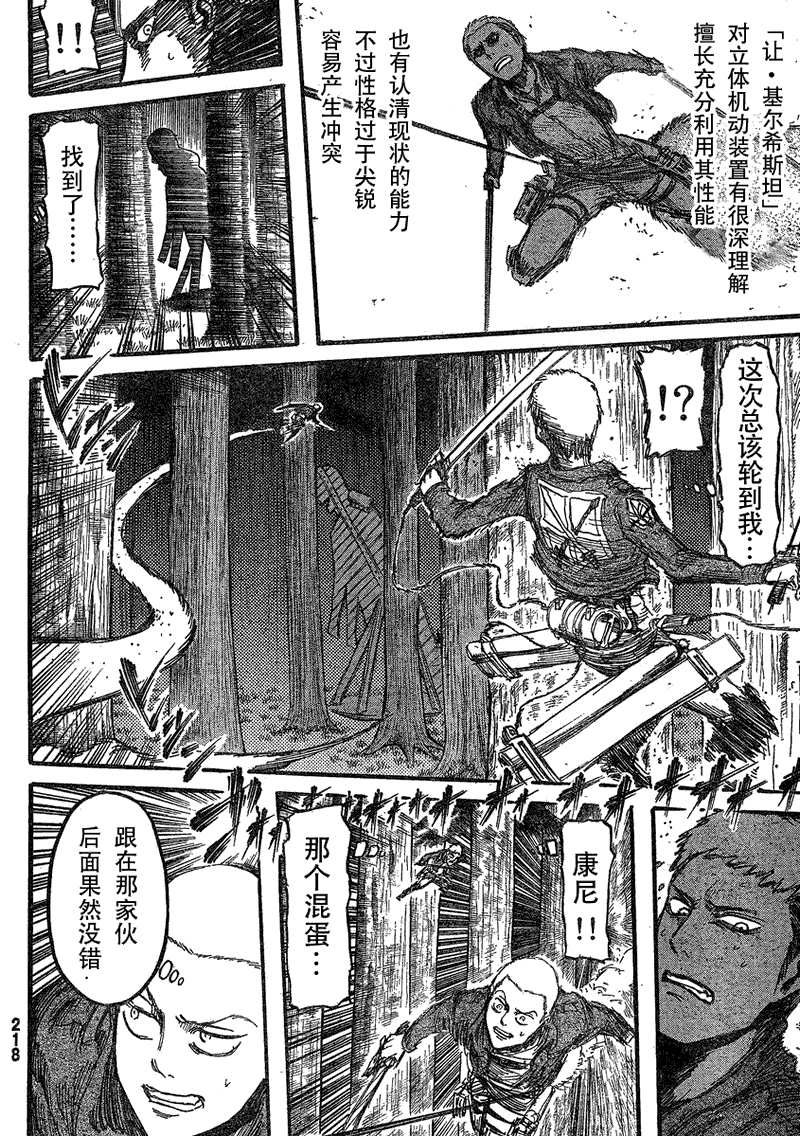 「让・基尔希斯坦」
对立体机动装置有很深理解
擅长充分利用其性能
也有认清现状的能力
不过性格过于尖锐
容易产生冲突
!!
找到了……
这次总该轮到我…
!?
康尼!!
那个混蛋…
跟在那家伙
后面果然没错
218